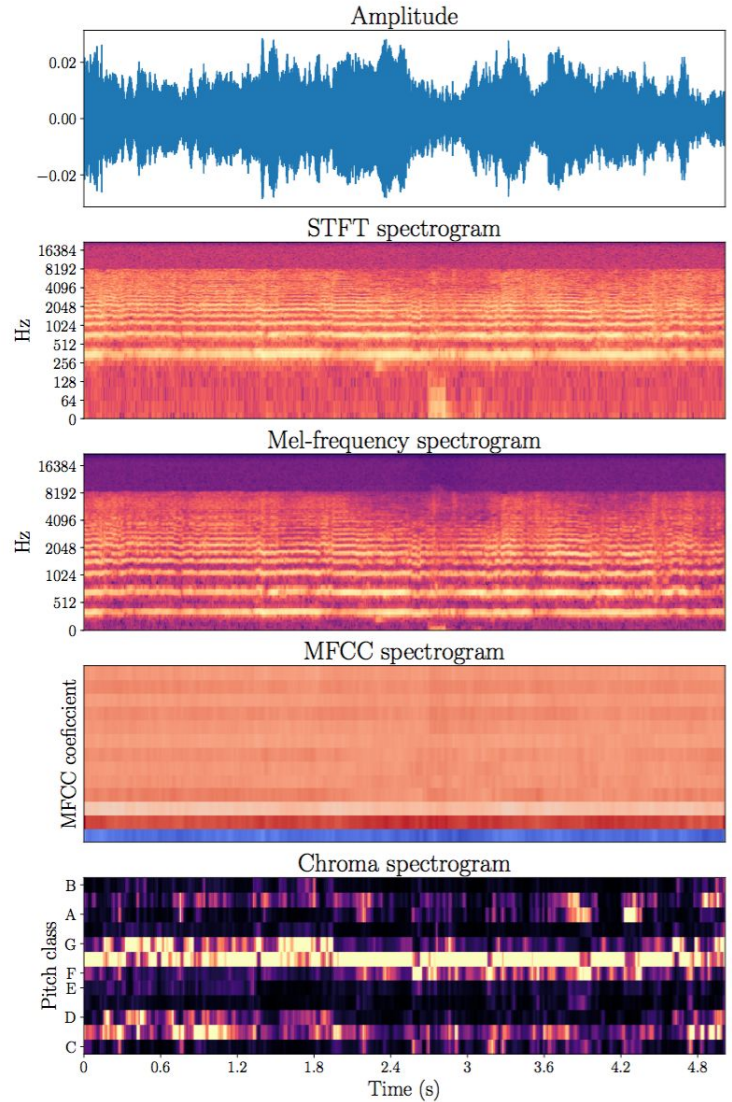 Amplitude
0.02
0.00
−0.02
STFT spectrogram
16384
8192
4096
2048
1024
512
256
128
64
0
Hz
Mel-frequency spectrogram
16384
8192
4096
2048
1024
512
0
Hz
MFCC spectrogram
MFCC coeficcient
Chroma spectrogram
B
A
G
F
E
D
C
Pitch class
0 0.6 1.2 1.8 2.4 3 3.6 4.2 4.8
Time (s)